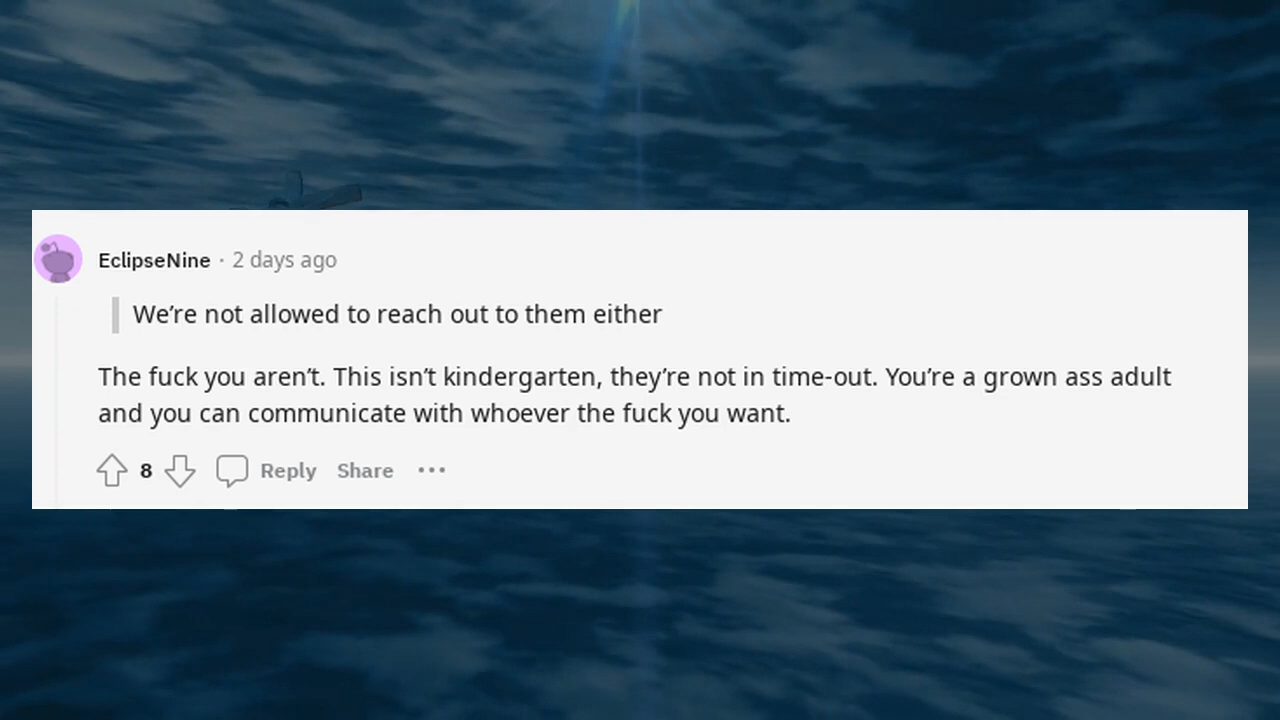 EclipseNine · 2 days ago
We’re not allowed to reach out to them either
The fuck you aren’t. This isn’t kindergarten, they’re not in time-out. You’re a grown ass adult
and you can communicate with whoever the fuck you want.
8 Reply Share ···